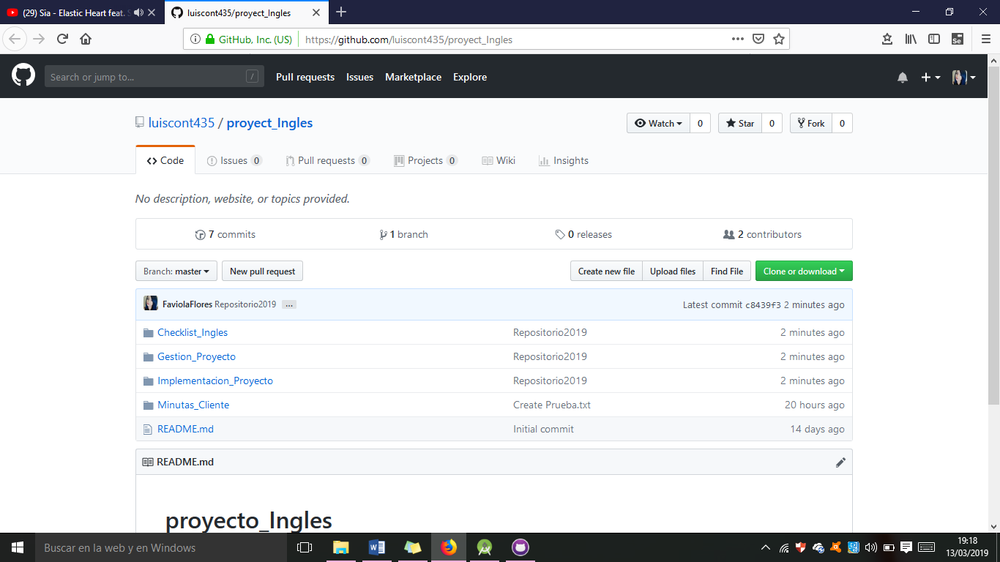 (29) Sia - Elastic Heart feat. S
luiscont435/proyect_Ingles
GitHub, Inc. (US) https://github.com/luiscont435/proyect_Ingles
Search or jump to... /
Pull requests Issues Marketplace Explore
luiscont435 / proyect_Ingles
Watch 0 Star 0 Fork 0
Code Issues 0 Pull requests 0 Projects 0 Wiki Insights
No description, website, or topics provided.
7 commits 1 branch 0 releases 2 contributors
Branch: master New pull request Create new file Upload files Find File Clone or download
FaviolaFlores Repositorio2019 ... Latest commit c8439f3 2 minutes ago
Checklist_Ingles Repositorio2019 2 minutes ago
Gestion_Proyecto Repositorio2019 2 minutes ago
Implementacion_Proyecto Repositorio2019 2 minutes ago
Minutas_Cliente Create Prueba.txt 20 hours ago
README.md Initial commit 14 days ago
README.md
proyecto_Ingles
Buscar en la web y en Windows
19:18
13/03/2019